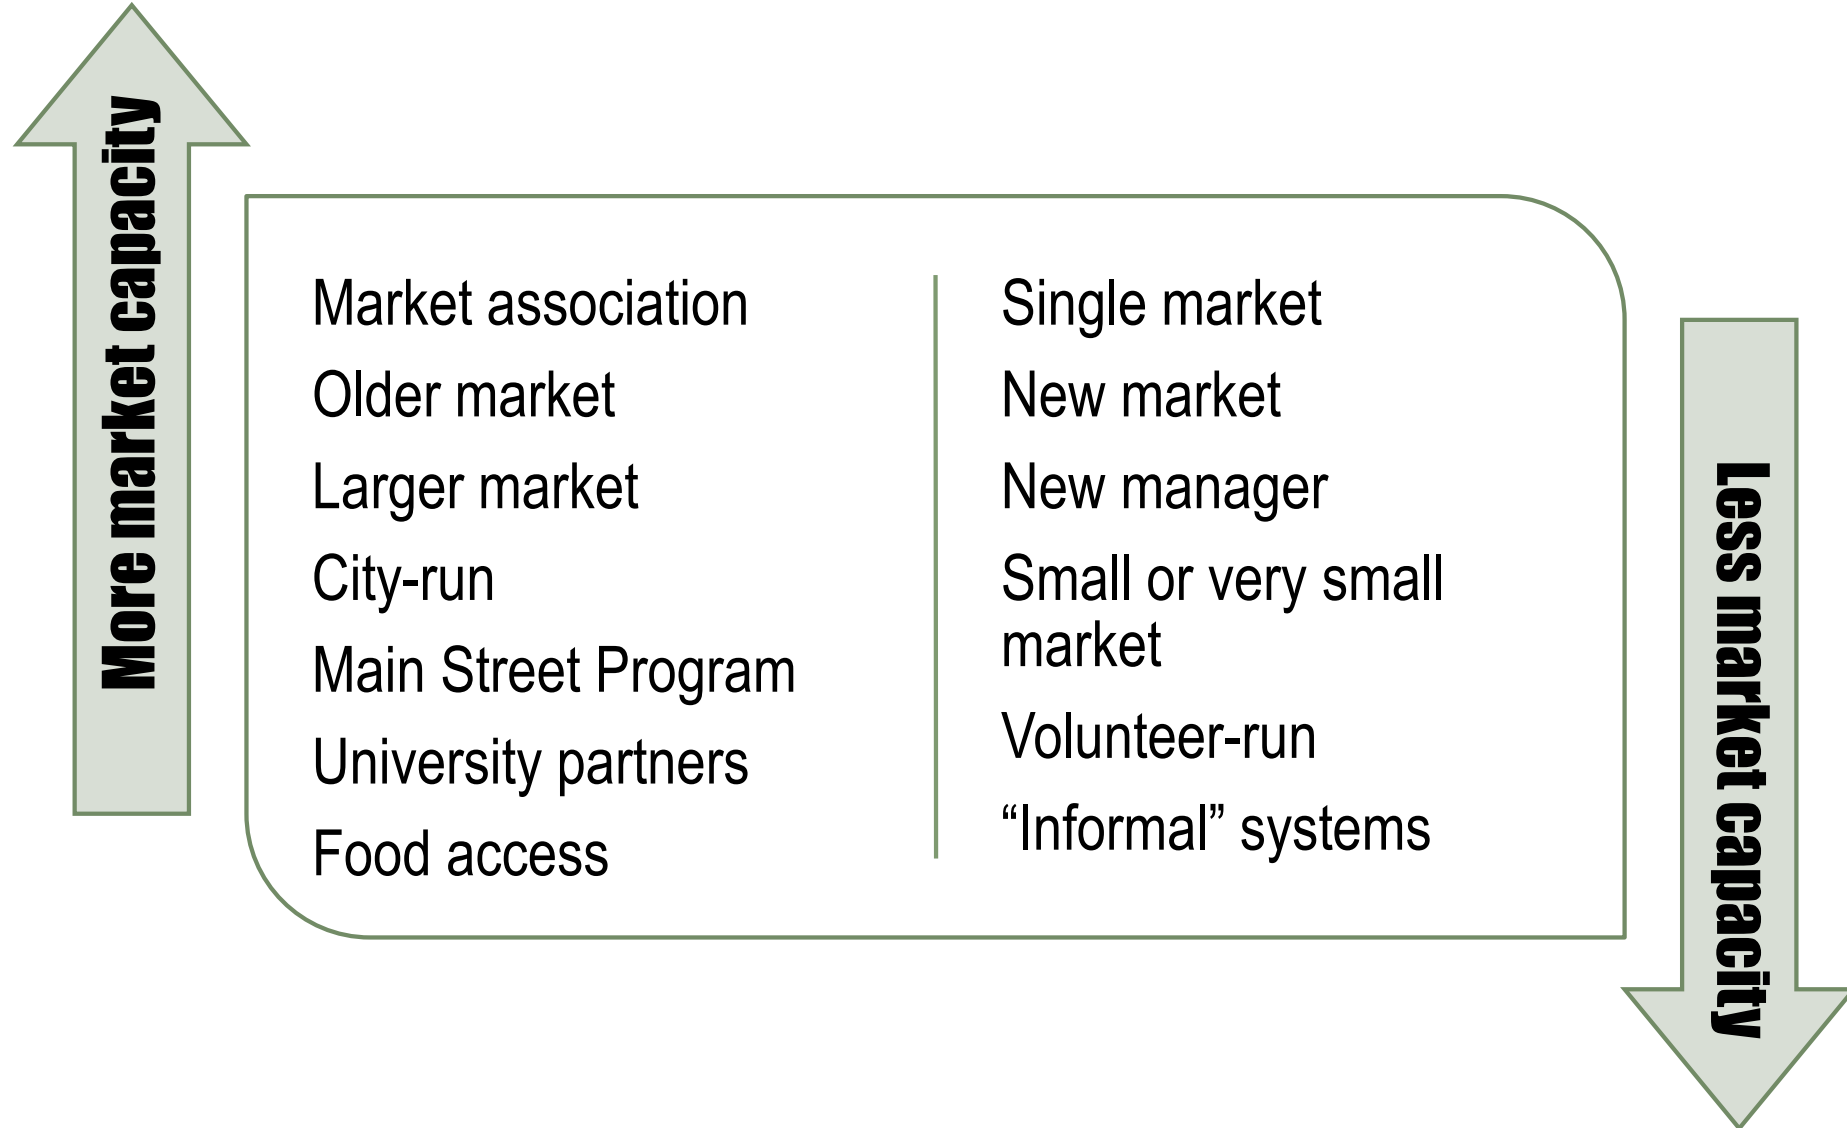 More market capacity
Market association
Older market
Larger market
City-run
Main Street Program
University partners
Food access
Single market
New market
New manager
Small or very small
market
Volunteer-run
“Informal” systems
Less market capacity